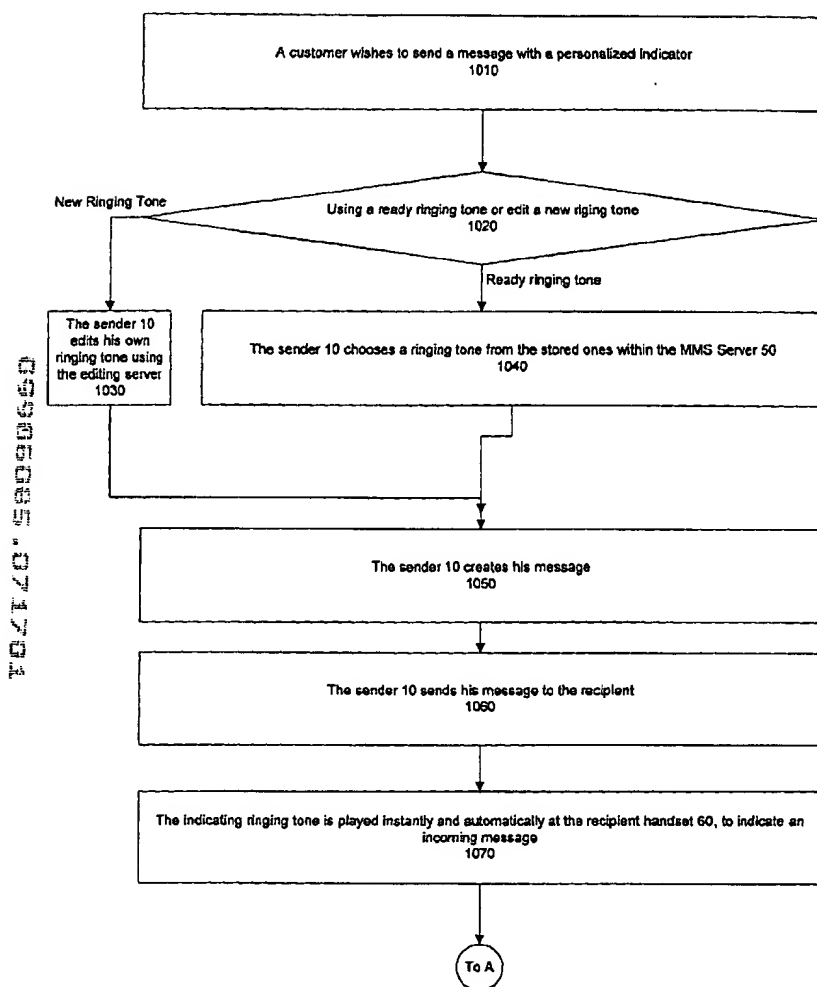 A customer wishes to send a message with a personalized indicator
1010
New Ringing Tone
Using a ready ringing tone or edit a new riging tone
1020
Ready ringing tone
The sender 10
edits his own
ringing tone using
the editing server
1030
The sender 10 chooses a ringing tone from the stored ones within the MMS Server 50
1040
The sender 10 creates his message
1050
The sender 10 sends his message to the recipient
1060
The indicating ringing tone is played instantly and automatically at the recipient handset 60, to indicate an
incoming message
1070
To A